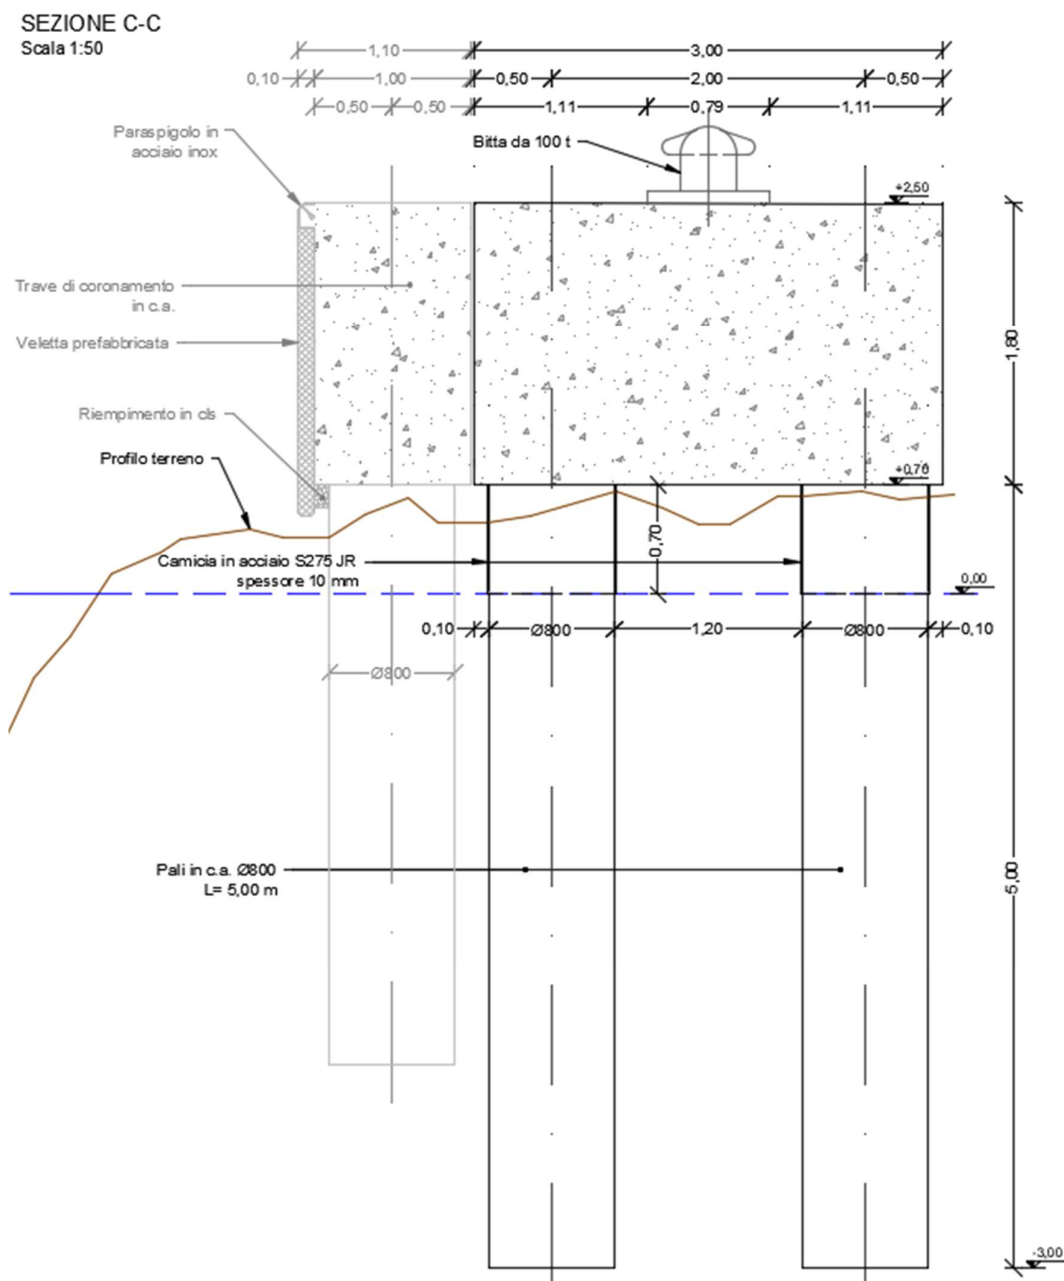 SEZIONE C-C
Scala 1:50
1,10
3,00
0,10
1,00
0,50
2,00
0,50
0,50
0,50
1,11
0,79
1,11
Paraspigolo in
acciaio inox
Bitta da 100 t
+2,50
Trave di coronamento
in c.a.
Veletta prefabbricata
1,80
Riempimento in cls
Profilo terreno
+0,70
0,70
Camicia in acciaio S275 JR
spessore 10 mm
0,00
0,10
Ø800
1,20
Ø800
0,10
Ø800
Pali in c.a. Ø800
L= 5,00 m
5,00
-3,00